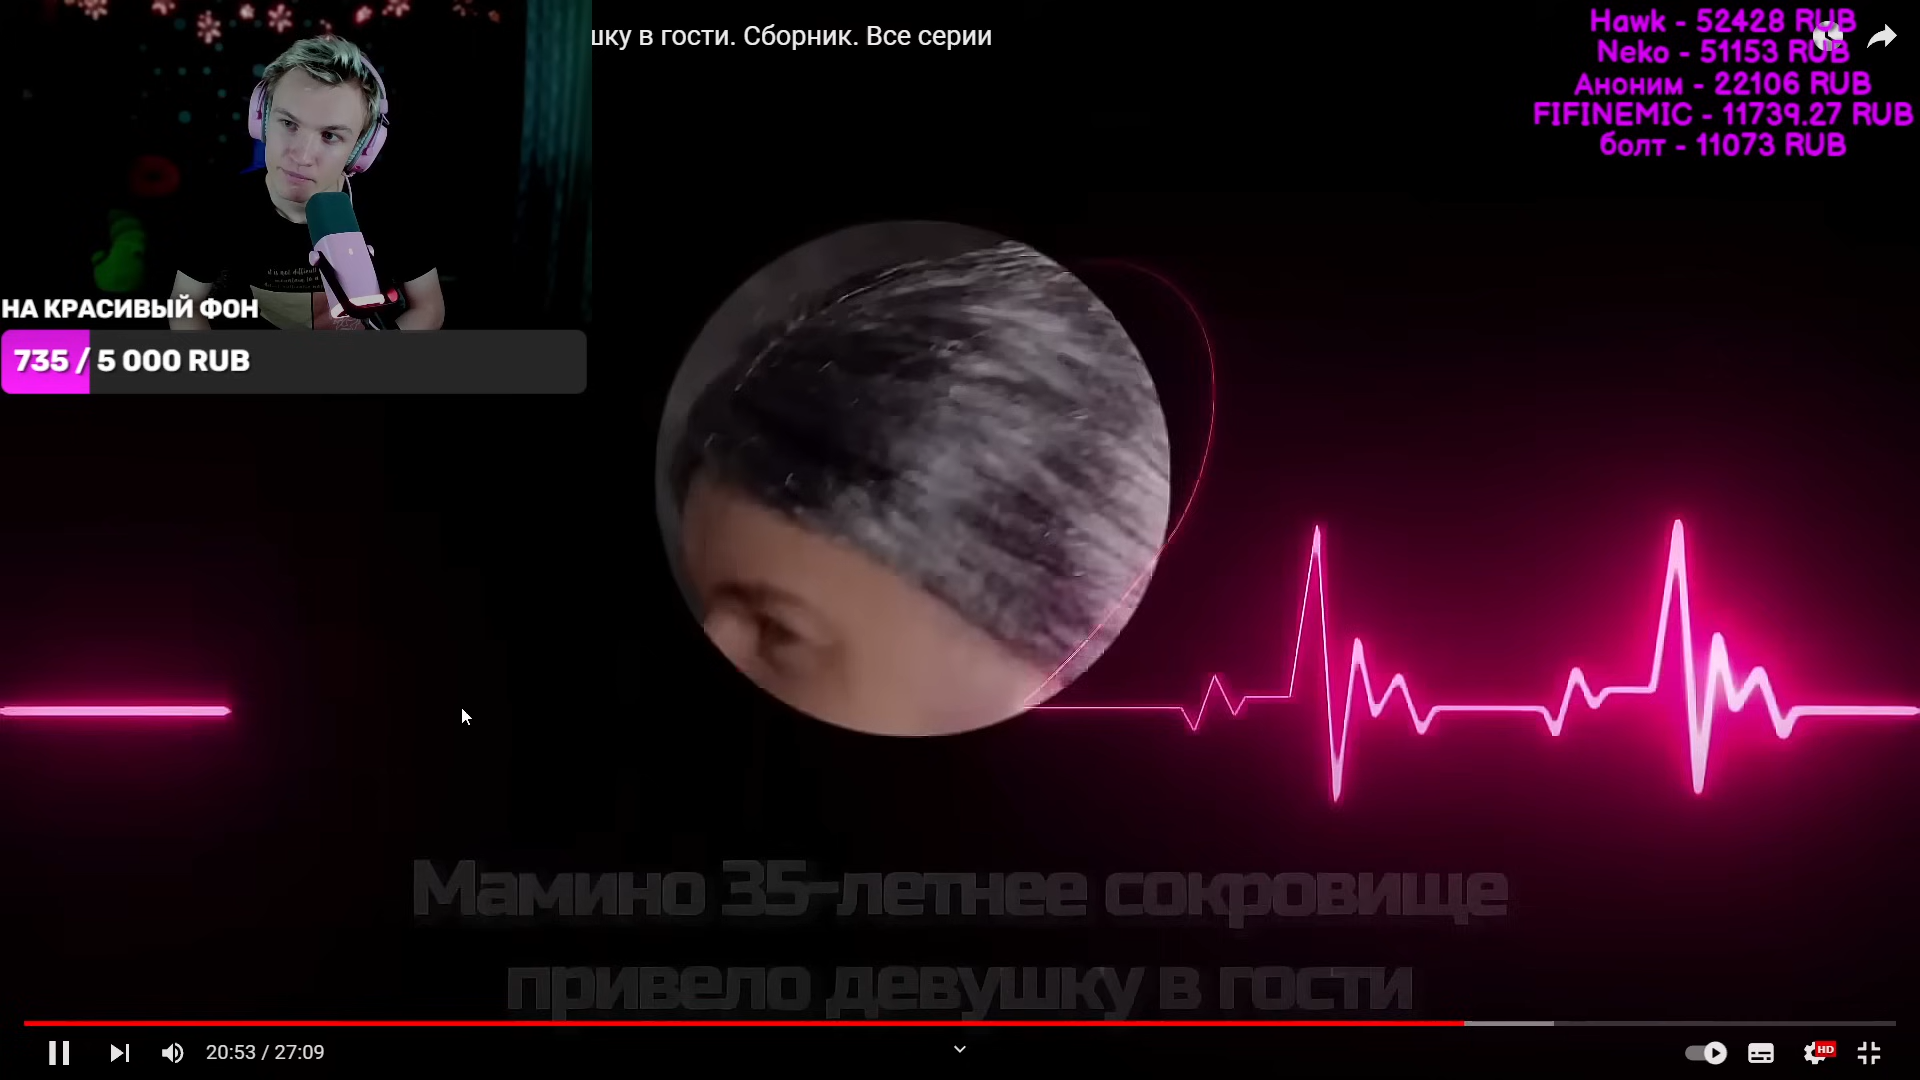 шку в гости. Сборник. Все серии
Hawk - 52428 RUB
Neko - 51153 RUB
Аноним - 22106 RUB
FIFINEMIC - 11739.27 RUB
болт - 11073 RUB
НА КРАСИВЫЙ ФОН
735 / 5 000 RUB
Мамино 35-летнее сокровище
привело девушку в гости
20:53 / 27:09
HD